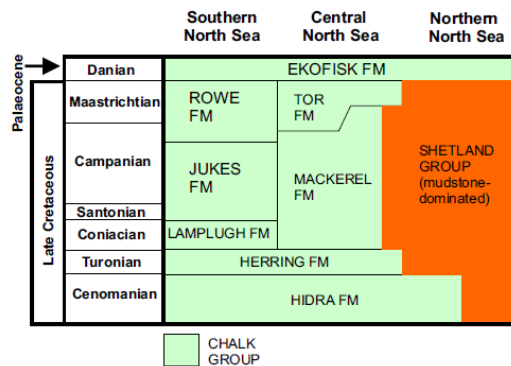 Southern
North Sea
Central
North Sea
Northern
North Sea
Palaeocene
Danian
EKOFISK FM
Late Cretaceous
Maastrichtian
ROWE
FM
TOR
FM
Campanian
JUKES
FM
MACKEREL
FM
SHETLAND
GROUP
(mudstone-
dominated)
Santonian
Coniacian
LAMPLUGH FM
Turonian
HERRING FM
Cenomanian
HIDRA FM
CHALK
GROUP